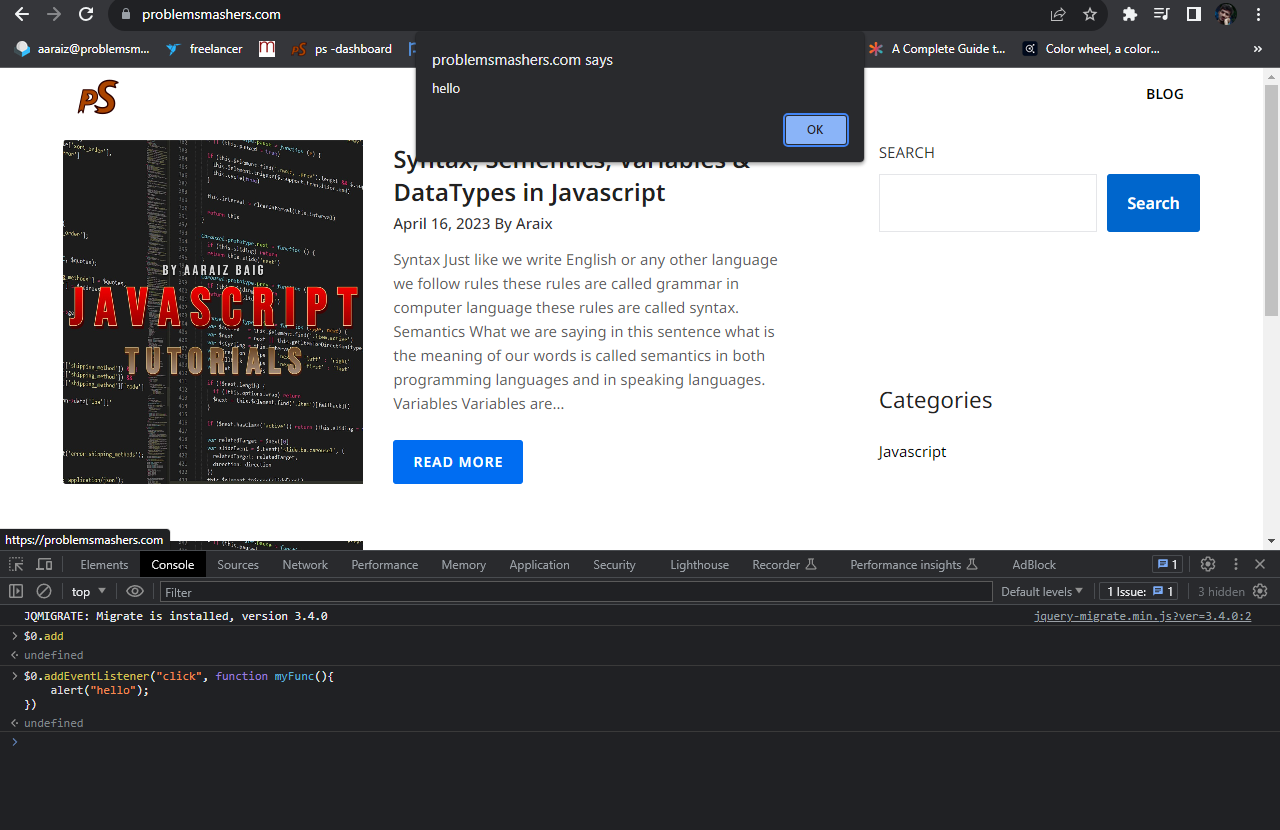 problemsmashers.com
aaraiz@problemsm...
freelancer
ps -dashboard
A Complete Guide t...
Color wheel, a color...
»
problemsmashers.com says
hello
OK
pS
BLOG
BY AARAIZ BAIG
JAVASCRIPT
TUTORIALS
Syntax, Sementics, Variables &
DataTypes in Javascript
April 16, 2023 By Araix
Syntax Just like we write English or any other language
we follow rules these rules are called grammar in
computer language these rules are called syntax.
Semantics What we are saying in this sentence what is
the meaning of our words is called semantics in both
programming languages and in speaking languages.
Variables Variables are...
READ MORE
SEARCH
Search
Categories
Javascript
https://problemsmashers.com
Elements Console Sources Network Performance Memory Application Security Lighthouse Recorder Performance insights AdBlock 1
top Filter Default levels 1 Issue: 1 3 hidden
JQMIGRATE: Migrate is installed, version 3.4.0 jquery-migrate.min.js?ver=3.4.0:2
> $0.add
undefined
> $0.addEventListener("click", function myFunc(){
alert("hello");
})
undefined
>